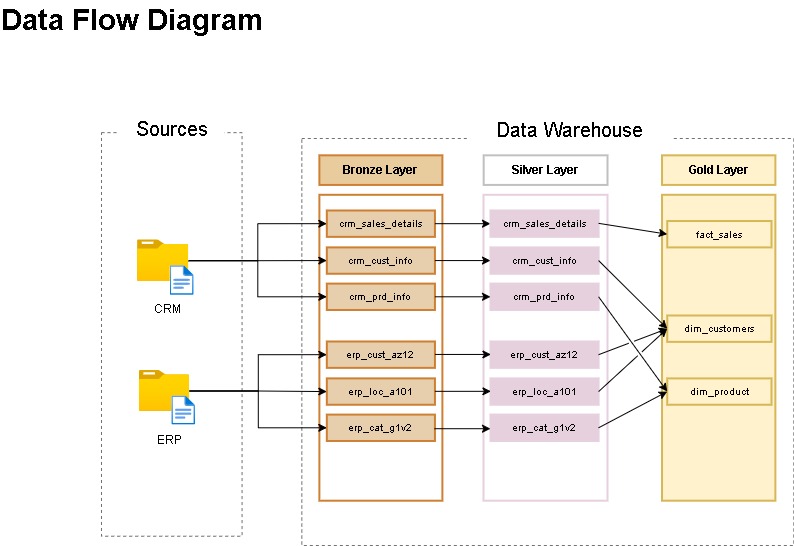 Data Flow Diagram
Sources
Data Warehouse
Bronze Layer
Silver Layer
Gold Layer
crm_sales_details
crm_sales_details
fact_sales
crm_cust_info
crm_cust_info
crm_prd_info
crm_prd_info
CRM
dim_customers
erp_cust_az12
erp_cust_az12
erp_loc_a101
erp_loc_a101
dim_product
erp_cat_g1v2
erp_cat_g1v2
ERP